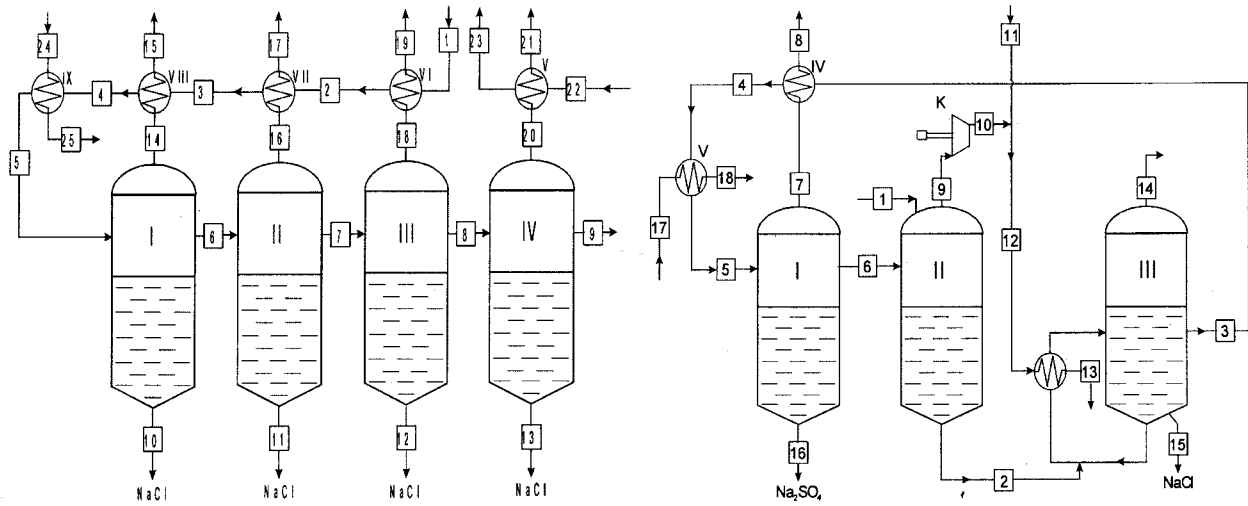 24 15 17 19 1 23 21
IX VIII VII VI V
4 3 2 22
25 14 16 18 20
5
I II III IV
6 7 8 9
10 11 12 13
NaCl NaCl NaCl NaCl
8 11
IV
4
K
10
V
18 7 9 14
17 1
12
5 6
I II III
3
13
16 15
2
Na₂SO₄ NaCl